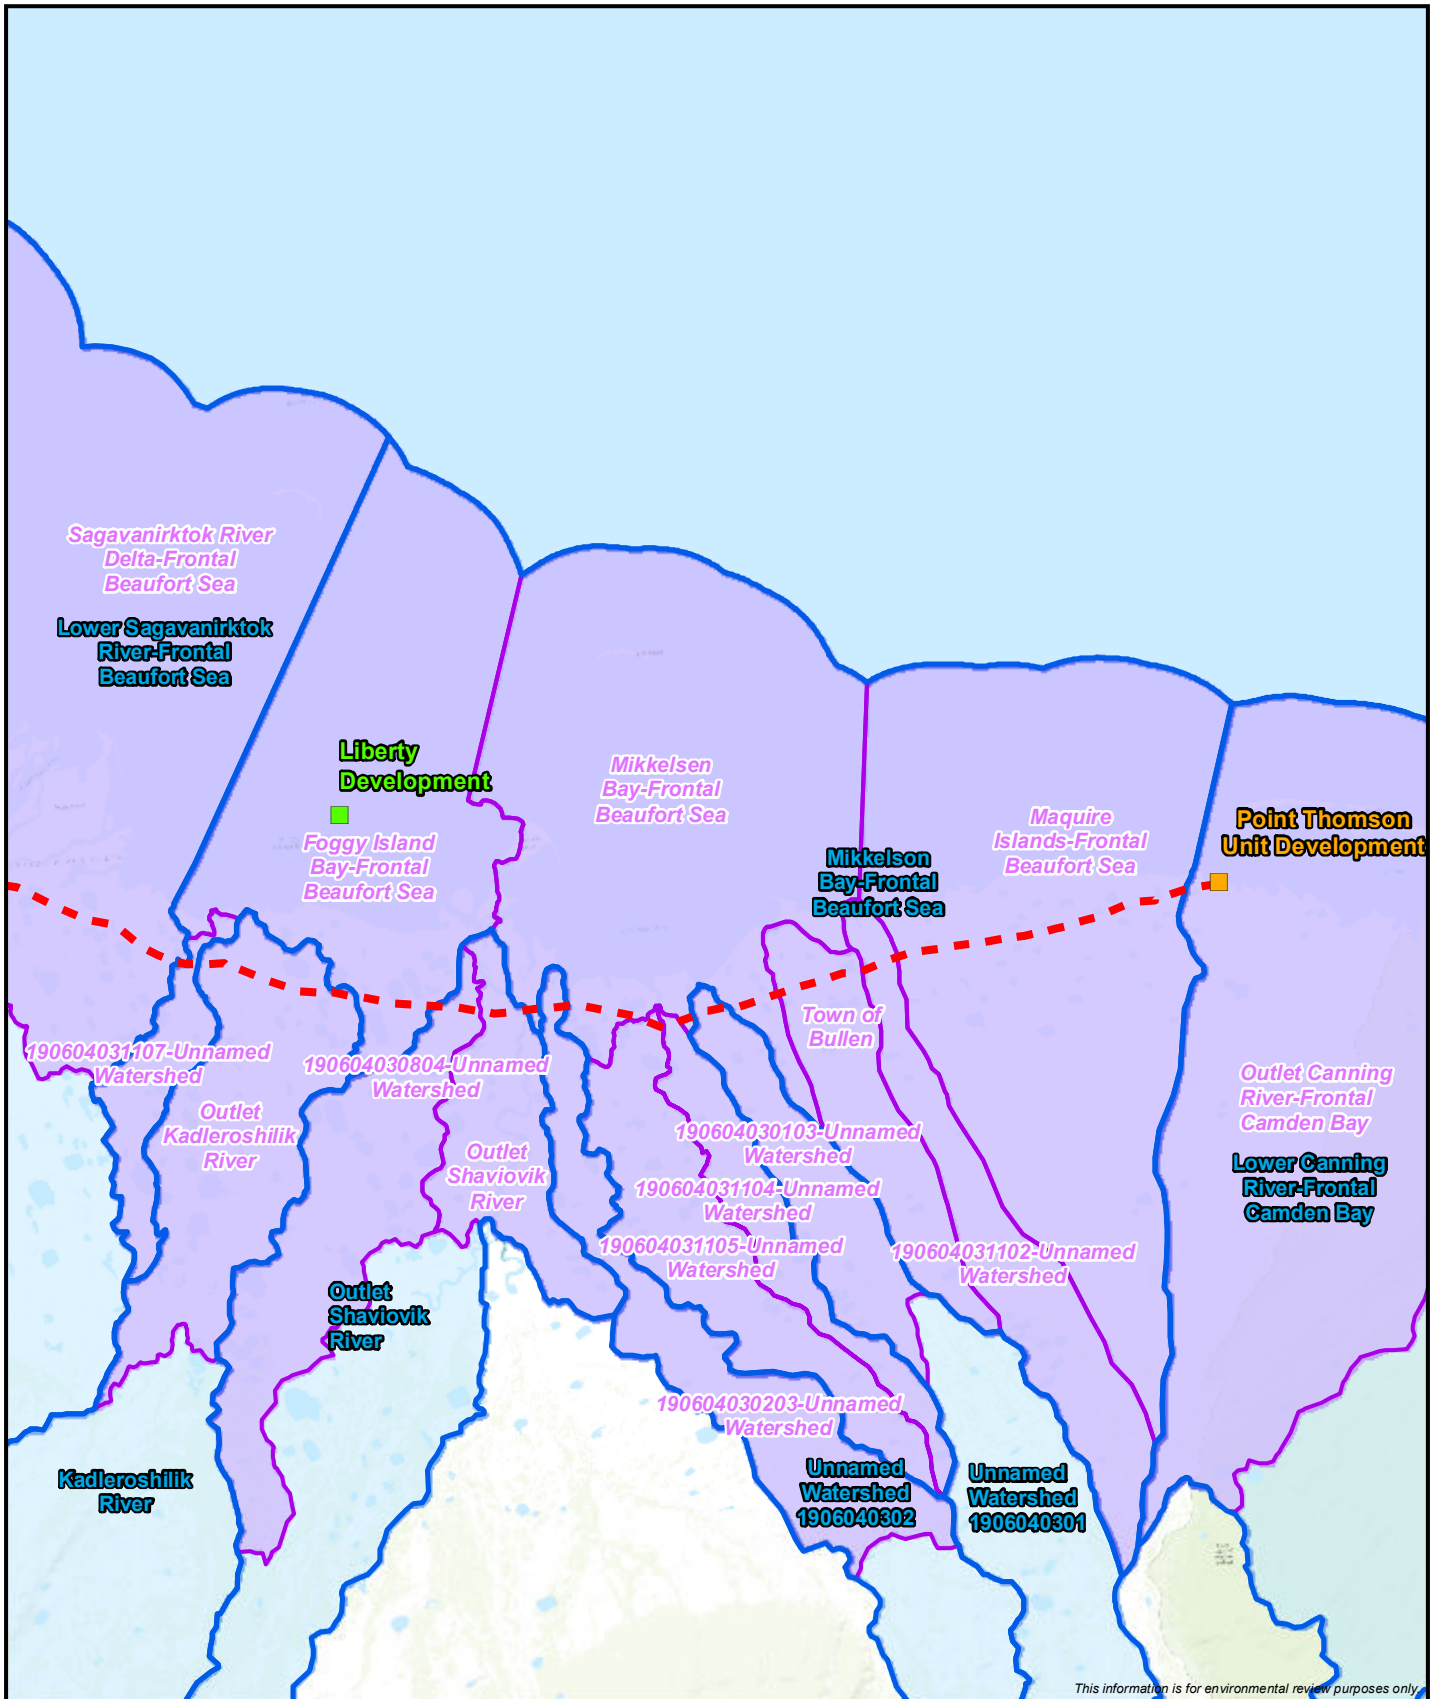 Sagavanirktok River
Delta-Frontal
Beaufort Sea
Lower Sagavanirktok
River-Frontal
Beaufort Sea
Liberty
Development
Foggy Island
Bay-Frontal
Beaufort Sea
Mikkelsen
Bay-Frontal
Beaufort Sea
Maquire
Islands-Frontal
Beaufort Sea
Point Thomson
Unit Development
Mikkelson
Bay-Frontal
Beaufort Sea
Town of
Bullen
190604031107-Unnamed
Watershed
190604030804-Unnamed
Watershed
Outlet
Kadleroshilik
River
Outlet
Shaviovik
River
190604030103-Unnamed
Watershed
190604031104-Unnamed
Watershed
190604031105-Unnamed
Watershed
190604031102-Unnamed
Watershed
Outlet Canning
River-Frontal
Camden Bay
Lower Canning
River-Frontal
Camden Bay
Outlet
Shaviovik
River
190604030203-Unnamed
Watershed
Kadleroshilik
River
Unnamed
Watershed
1906040302
Unnamed
Watershed
1906040301
This information is for environmental review purposes only.